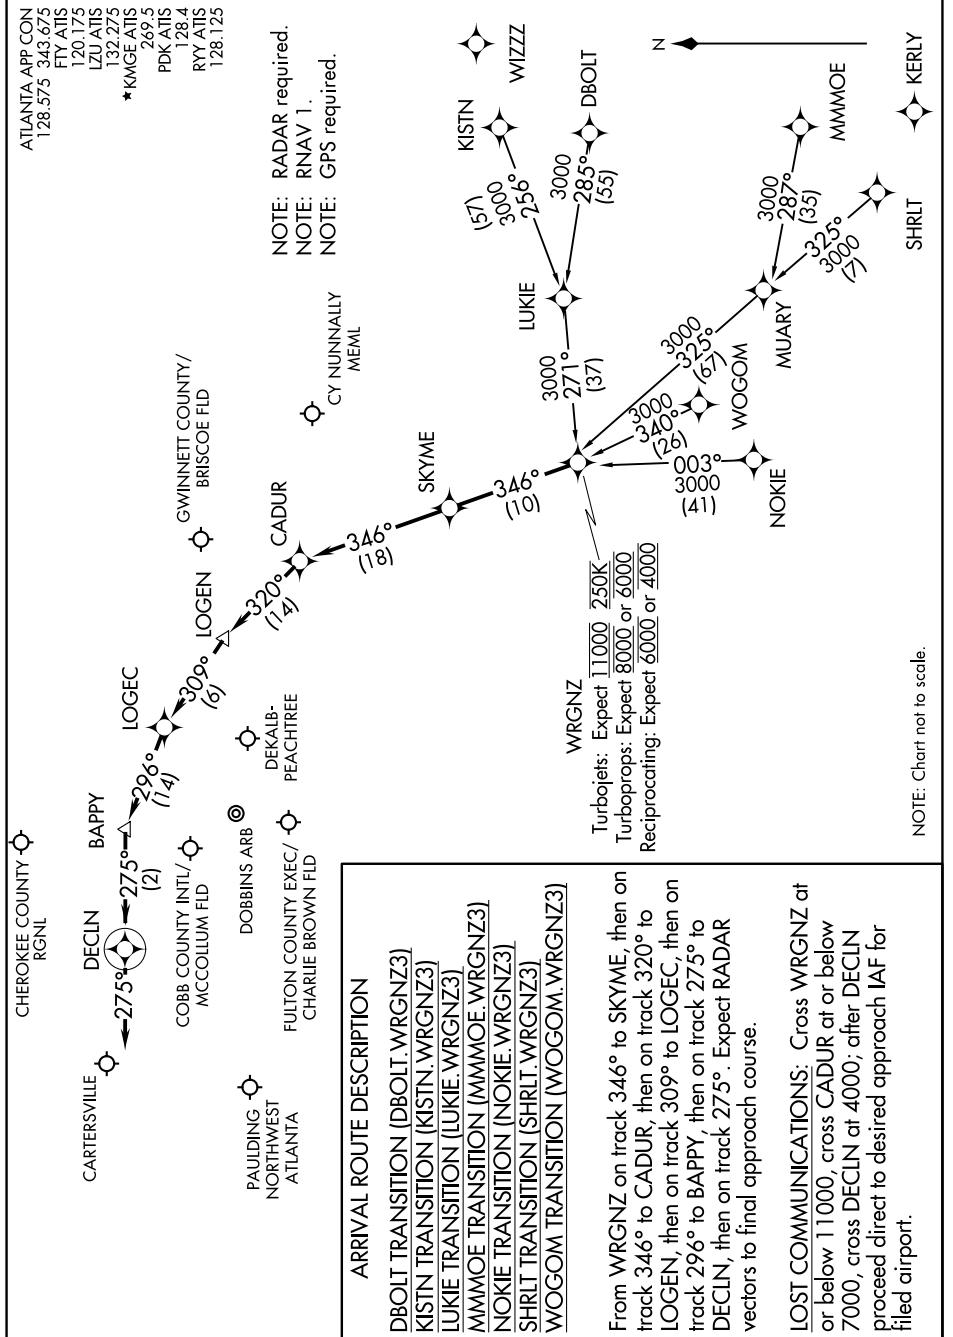 ATLANTA APP CON
128.575 343.675
FTY ATIS
120.175
LZU ATIS
132.275
★KMGE ATIS
269.5
PDK ATIS
128.4
RYY ATIS
128.125
NOTE: RADAR required.
NOTE: RNAV 1.
NOTE: GPS required.
CHEROKEE COUNTY
RGNL
CARTERSVILLE
275°
DECLN
275°
(2)
BAPPY
296°
(14)
LOGEC
309°
(6)
LOGEN
320°
(14)
CADUR
346°
(18)
SKYME
346°
(10)
GWINNETT COUNTY/
BRISCOE FLD
CY NUNNALLY
MEML
COBB COUNTY INTL/
MCCOLLUM FLD
DOBBINS ARB
DEKALB-
PEACHTREE
FULTON COUNTY EXEC/
CHARLIE BROWN FLD
PAULDING
NORTHWEST
ATLANTA
WRGNZ
Turbojets: Expect 11000 250K
Turboprops: Expect 8000 or 6000
Reciprocating: Expect 6000 or 4000
LUKIE
3000
271°
(37)
KISTN
(57)
3000
256°
WIZZZ
DBOLT
3000
285°
(55)
N
MMMOE
3000
287°
(35)
KERLY
SHRLT
325°
3000
(7)
MUARY
3000
325°
(67)
WOGOM
3000
340°
(26)
NOKIE
003°
3000
(41)
NOTE: Chart not to scale.
ARRIVAL ROUTE DESCRIPTION
DBOLT TRANSITION (DBOLT.WRGNZ3)
KISTN TRANSITION (KISTN.WRGNZ3)
LUKIE TRANSITION (LUKIE.WRGNZ3)
MMMOE TRANSITION (MMMOE.WRGNZ3)
NOKIE TRANSITION (NOKIE.WRGNZ3)
SHRLT TRANSITION (SHRLT.WRGNZ3)
WOGOM TRANSITION (WOGOM.WRGNZ3)
From WRGNZ on track 346° to SKYME, then on
track 346° to CADUR, then on track 320° to
LOGEN, then on track 309° to LOGEC, then on
track 296° to BAPPY, then on track 275° to
DECLN, then on track 275°. Expect RADAR
vectors to final approach course.
LOST COMMUNICATIONS: Cross WRGNZ at
or below 11000, cross CADUR at or below
7000, cross DECLN at 4000; after DECLN
proceed direct to desired approach IAF for
filed airport.